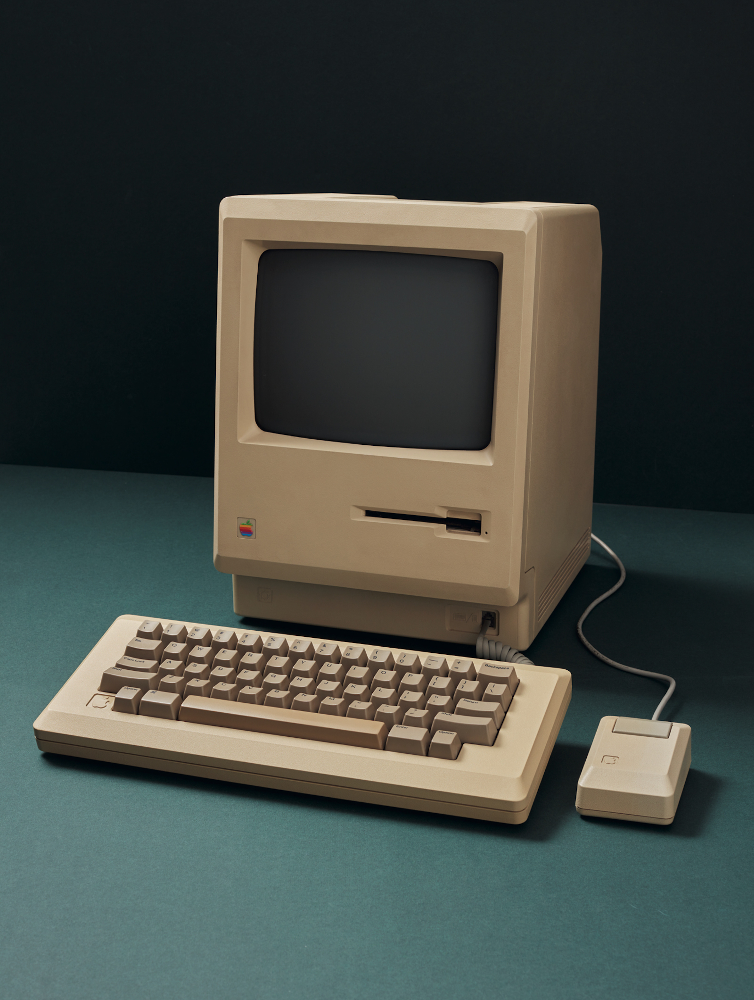 ~ ! @ # $ % ^ & * ( ) — +
` 1 2 3 4 5 6 7 8 9 0 - = Backspace
Tab Q W E R T Y U I O P { } |
[ ] \
Caps Lock A S D F G H J K L : " Return
; '
Shift Z X C V B N M < > ? Shift
, . /
Option ⌘ Enter Option